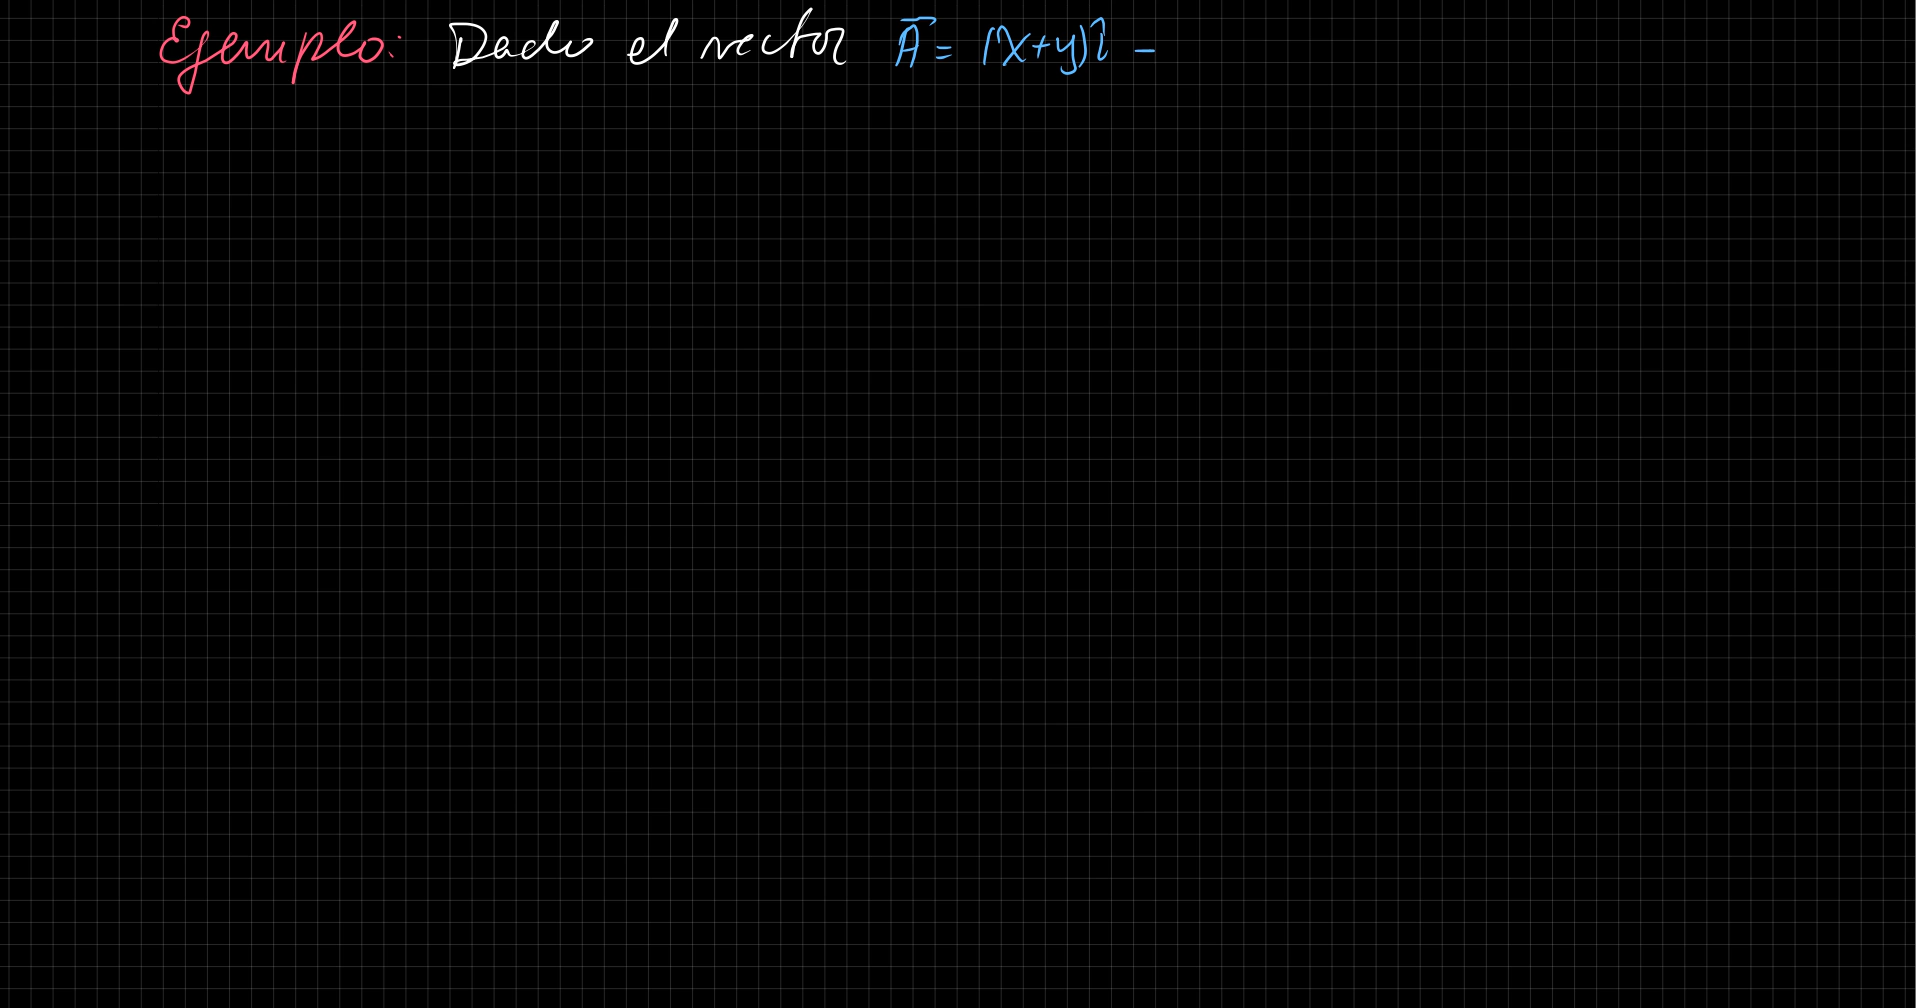 Ejemplo: Dado el vector A⃗ = (x+y)î −